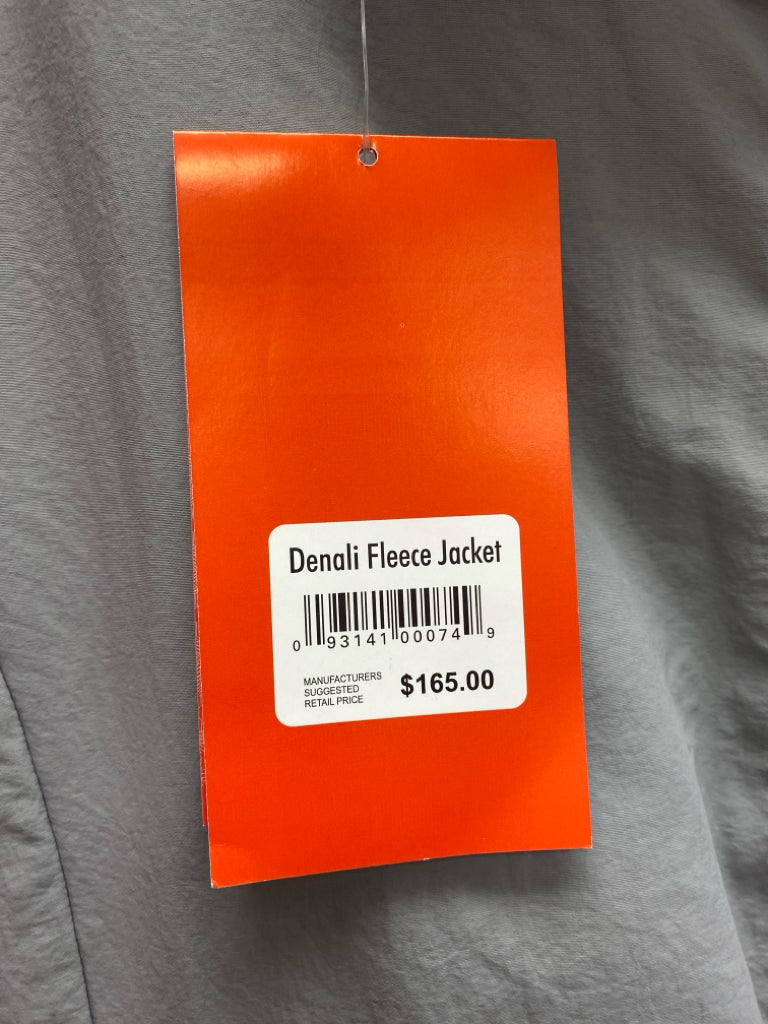 Denali Fleece Jacket
0 93141 00074 9
MANUFACTURERS
SUGGESTED
RETAIL PRICE
$165.00